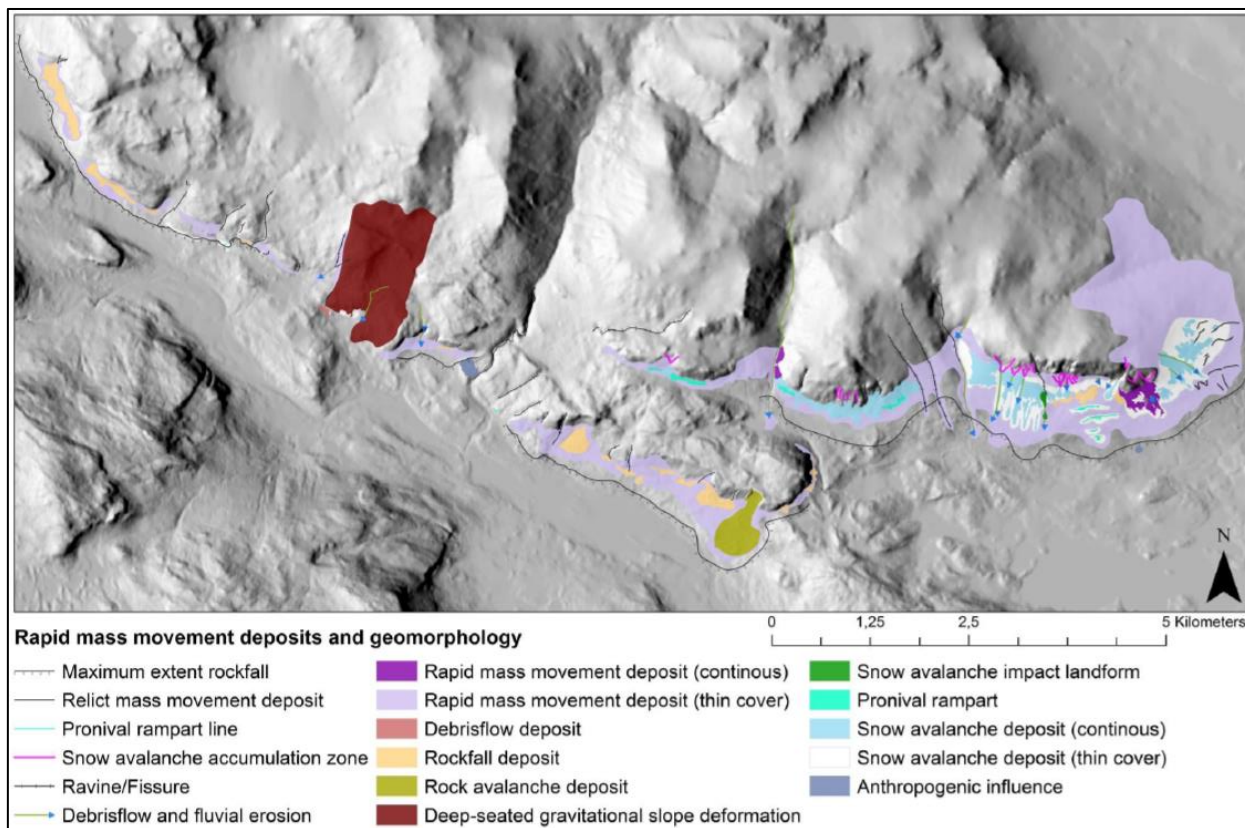 N
0 1,25 2,5 5 Kilometers
Rapid mass movement deposits and geomorphology
Maximum extent rockfall
Relict mass movement deposit
Pronival rampart line
Snow avalanche accumulation zone
Ravine/Fissure
Debrisflow and fluvial erosion
Rapid mass movement deposit (continous)
Rapid mass movement deposit (thin cover)
Debrisflow deposit
Rockfall deposit
Rock avalanche deposit
Deep-seated gravitational slope deformation
Snow avalanche impact landform
Pronival rampart
Snow avalanche deposit (continous)
Snow avalanche deposit (thin cover)
Anthropogenic influence